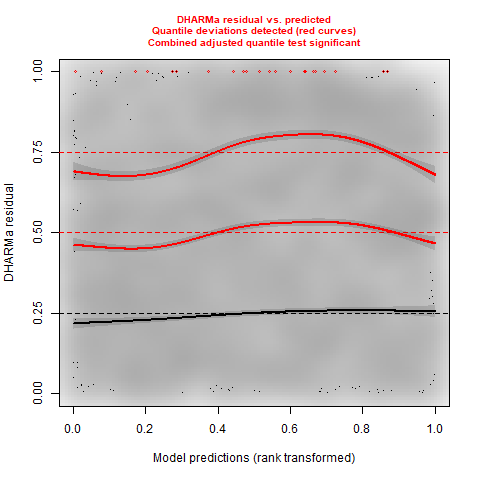 DHARMa residual vs. predicted
Quantile deviations detected (red curves)
Combined adjusted quantile test significant
1.00
0.75
0.50
0.25
0.00
DHARMa residual
0.0 0.2 0.4 0.6 0.8 1.0
Model predictions (rank transformed)